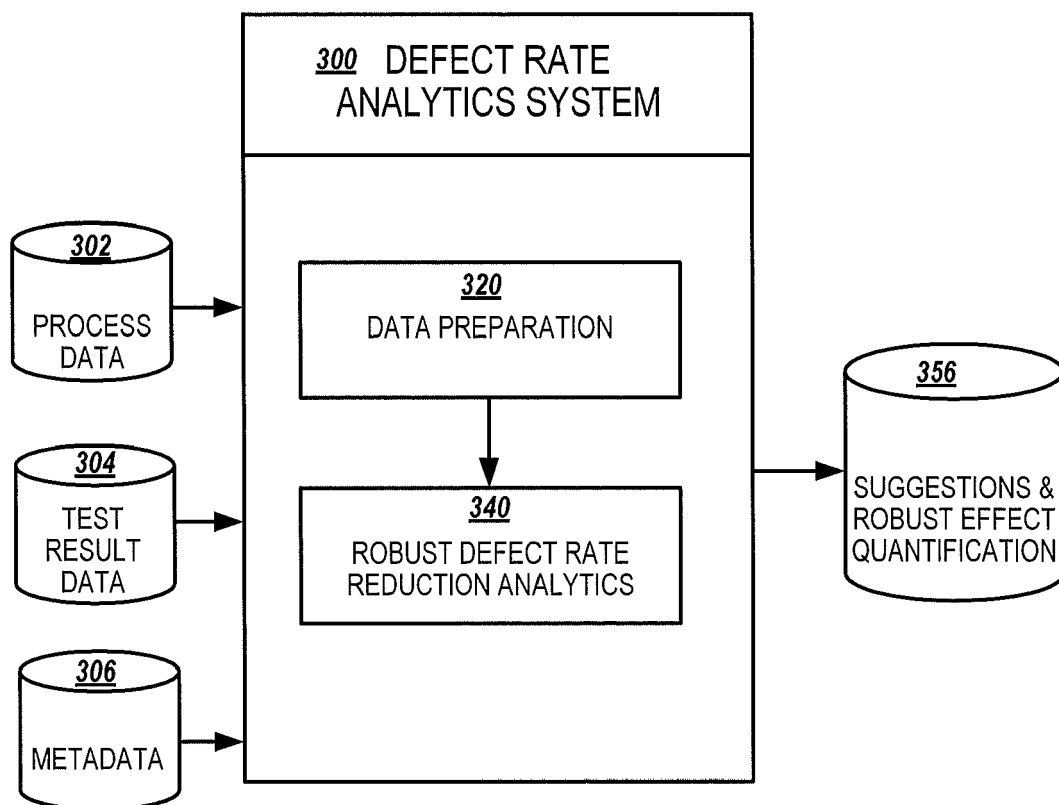 300 DEFECT RATE
ANALYTICS SYSTEM
302
PROCESS
DATA
304
TEST
RESULT
DATA
306
METADATA
320
DATA PREPARATION
340
ROBUST DEFECT RATE
REDUCTION ANALYTICS
356
SUGGESTIONS &
ROBUST EFFECT
QUANTIFICATION